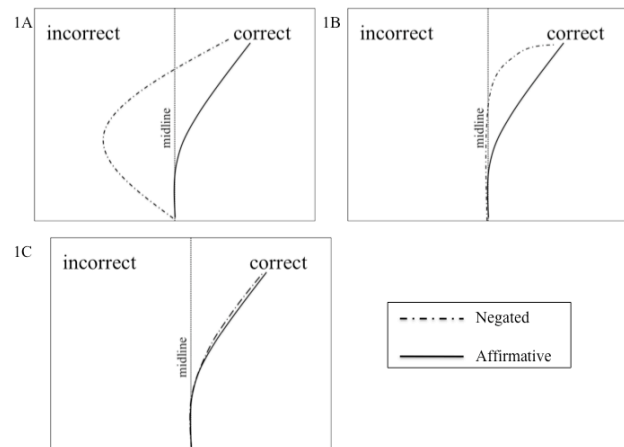 1A
incorrect correct
midline
1B
incorrect correct
midline
1C
incorrect correct
midline
Negated
Affirmative